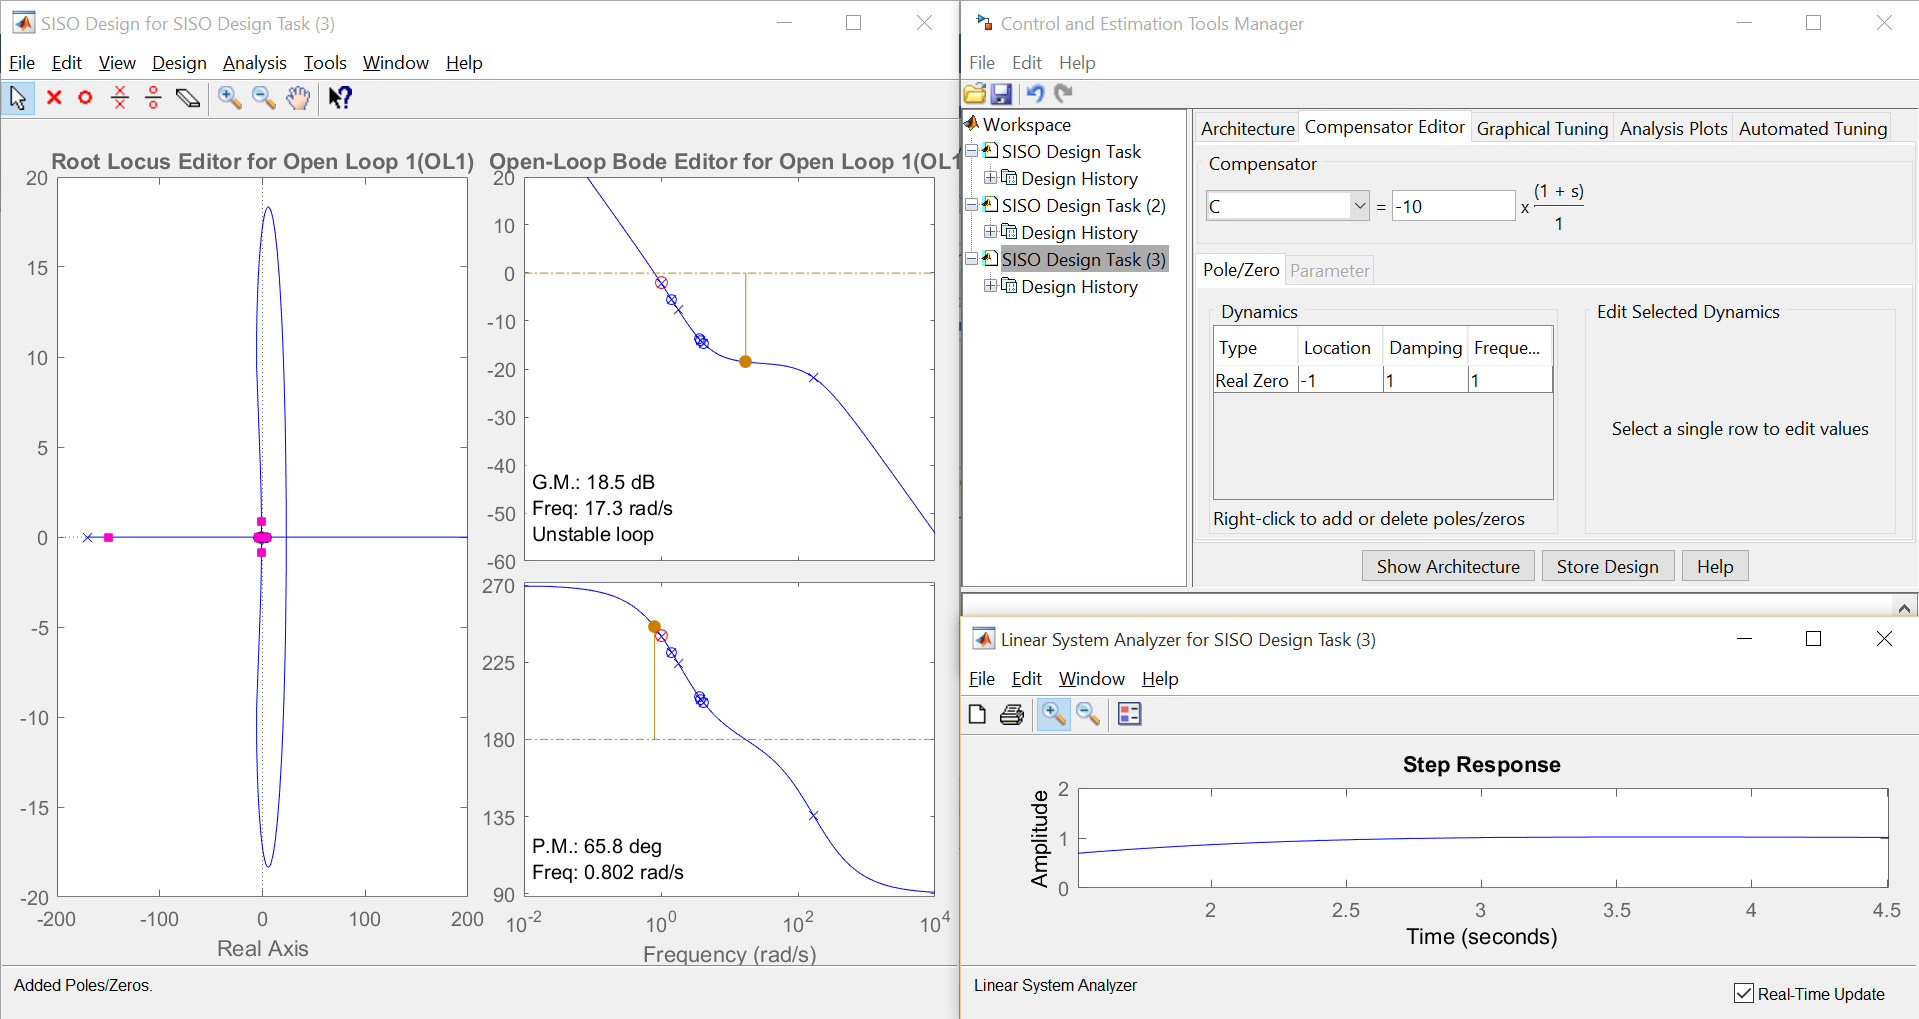 SISO Design for SISO Design Task (3)
File Edit View Design Analysis Tools Window Help
Root Locus Editor for Open Loop 1(OL1)
20
15
10
5
0
-5
-10
-15
-20
-200 -100 0 100 200
Real Axis
Open-Loop Bode Editor for Open Loop 1(OL1
20
10
0
-10
-20
-30
-40
-50
-60
G.M.: 18.5 dB
Freq: 17.3 rad/s
Unstable loop
270
225
180
135
90
P.M.: 65.8 deg
Freq: 0.802 rad/s
10^-2 10^0 10^2 10^4
Frequency (rad/s)
Added Poles/Zeros.
Control and Estimation Tools Manager
File Edit Help
Workspace
SISO Design Task
Design History
SISO Design Task (2)
Design History
SISO Design Task (3)
Design History
Architecture Compensator Editor Graphical Tuning Analysis Plots Automated Tuning
Compensator
C = -10 x (1 + s)
1
Pole/Zero Parameter
Dynamics
Type Location Damping Freque...
Real Zero -1 1 1
Right-click to add or delete poles/zeros
Edit Selected Dynamics
Select a single row to edit values
Show Architecture Store Design Help
Linear System Analyzer for SISO Design Task (3)
File Edit Window Help
Step Response
Amplitude
2
1
0
2 2.5 3 3.5 4 4.5
Time (seconds)
Linear System Analyzer
Real-Time Update